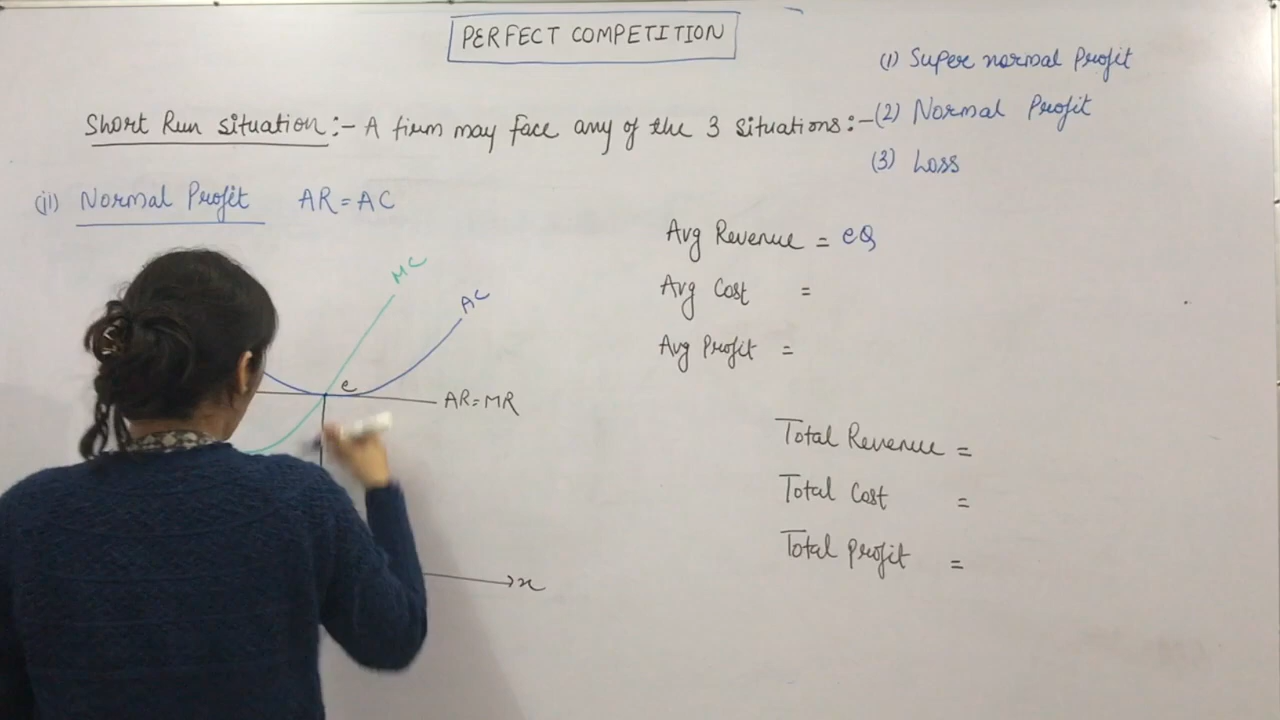 PERFECT COMPETITION
(1) Super normal Profit
Short Run Situation :- A firm may face any of the 3 situations :- (2) Normal Profit
(3) Loss
(ii) Normal Profit AR = AC
Avg Revenue = eQ
Avg Cost =
Avg Profit =
MC
AC
e
AR = MR
Total Revenue =
Total Cost =
Total profit =
x